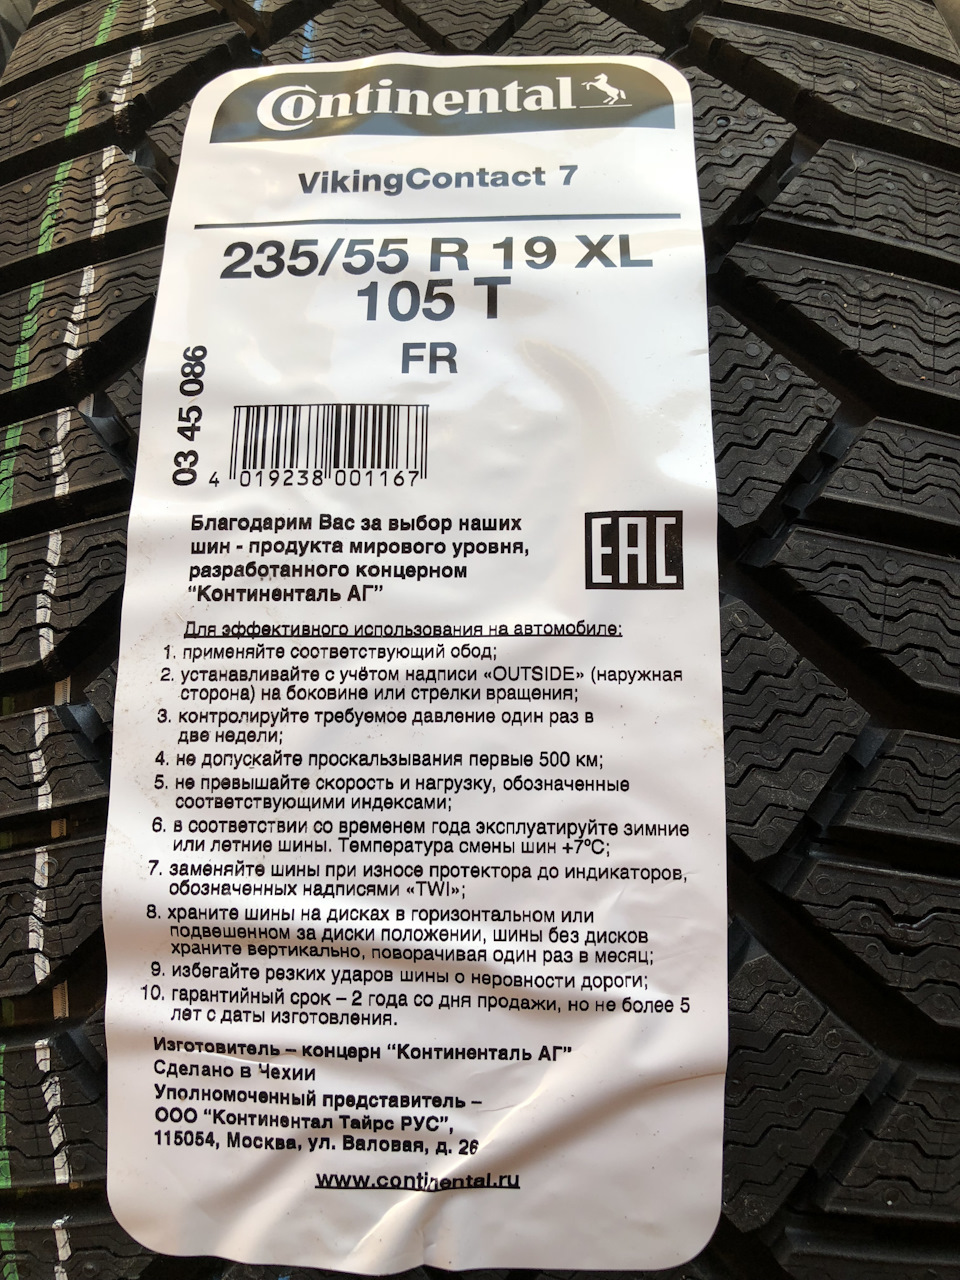 Continental
VikingContact 7
235/55 R 19 XL
105 T
FR
03 45 086
4 019238 001167
Благодарим Вас за выбор наших
шин - продукта мирового уровня,
разработанного концерном
"Континенталь АГ"
EAC
Для эффективного использования на автомобиле:
1. применяйте соответствующий обод;
2. устанавливайте с учётом надписи «OUTSIDE» (наружная
сторона) на боковине или стрелки вращения;
3. контролируйте требуемое давление один раз в
две недели;
4. не допускайте проскальзывания первые 500 км;
5. не превышайте скорость и нагрузку, обозначенные
соответствующими индексами;
6. в соответствии со временем года эксплуатируйте зимние
или летние шины. Температура смены шин +7°C;
7. заменяйте шины при износе протектора до индикаторов,
обозначенных надписями «TWI»;
8. храните шины на дисках в горизонтальном или
подвешенном за диски положении, шины без дисков
храните вертикально, поворачивая один раз в месяц;
9. избегайте резких ударов шины о неровности дороги;
10. гарантийный срок – 2 года со дня продажи, но не более 5
лет с даты изготовления.
Изготовитель – концерн "Континенталь АГ"
Сделано в Чехии
Уполномоченный представитель –
ООО "Континентал Тайрс РУС",
115054, Москва, ул. Валовая, д. 26
www.continental.ru